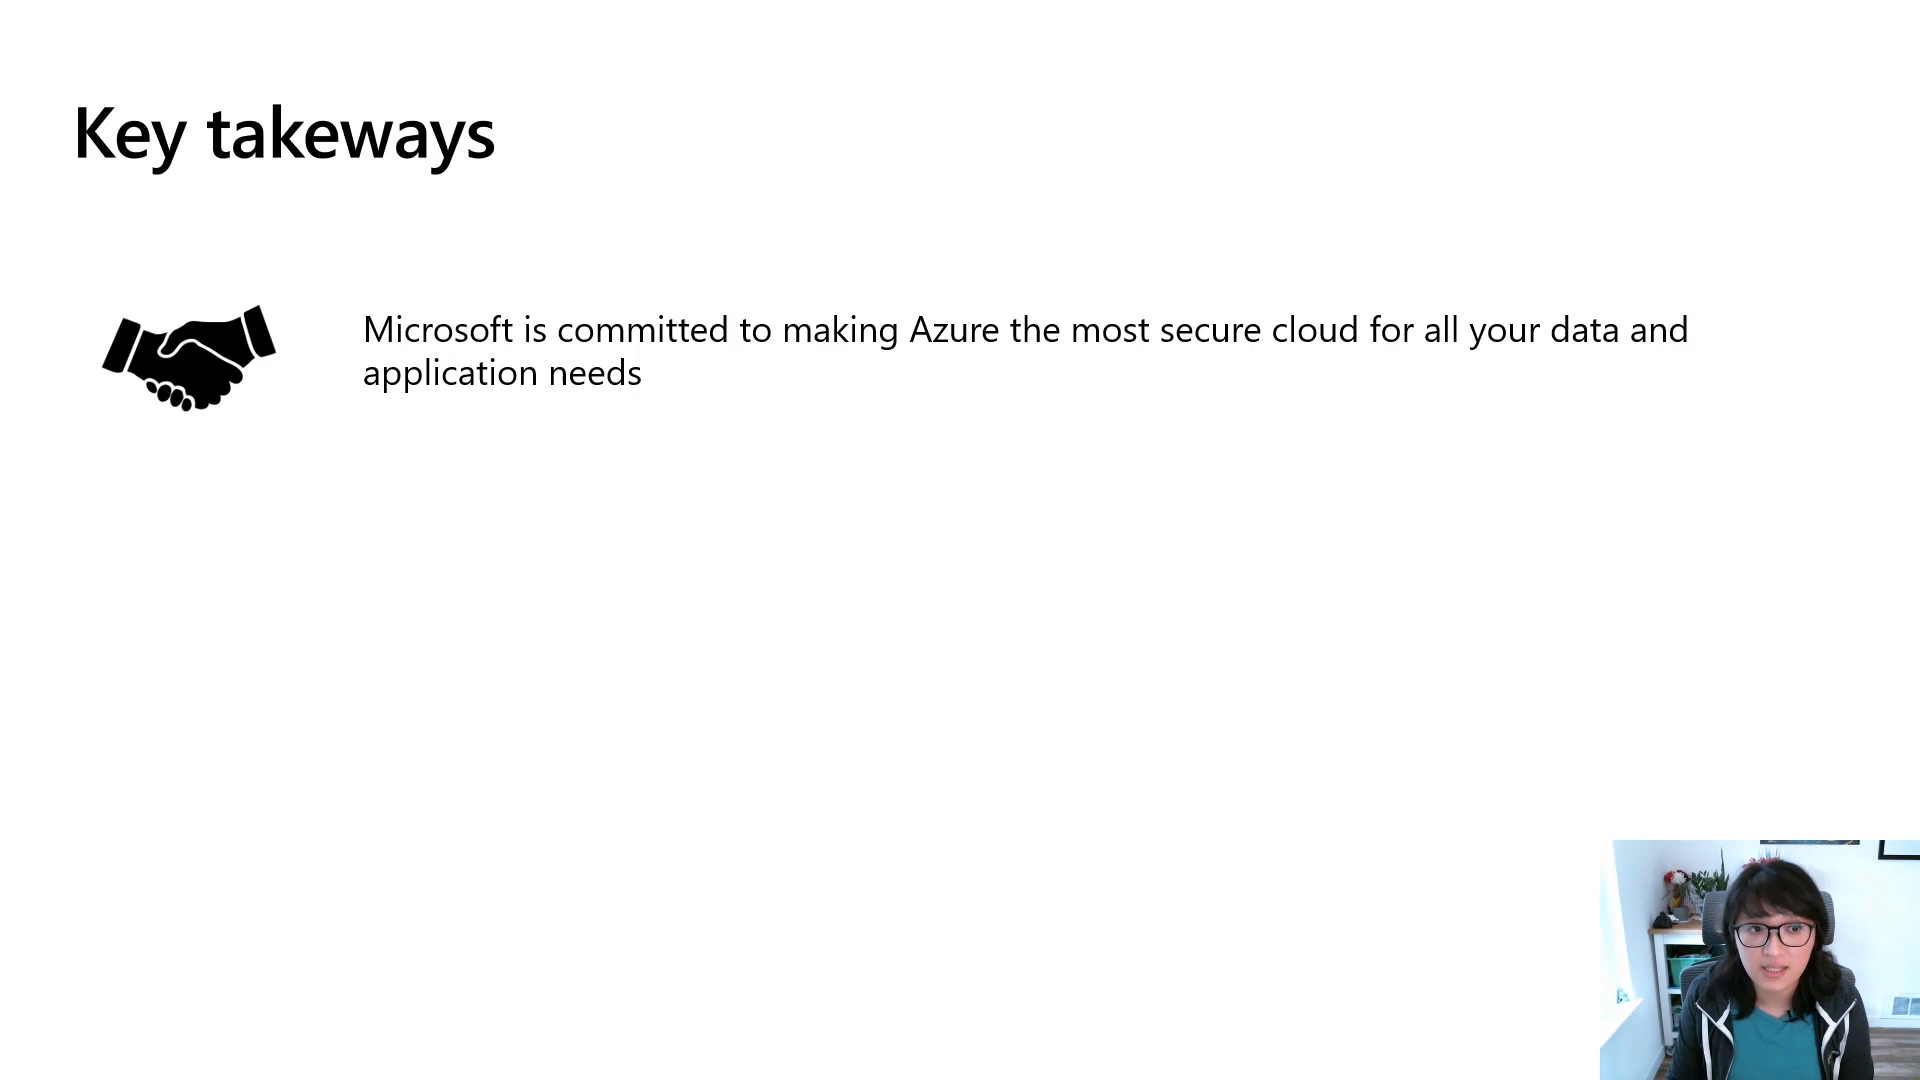 Key takeways
Microsoft is committed to making Azure the most secure cloud for all your data and
application needs